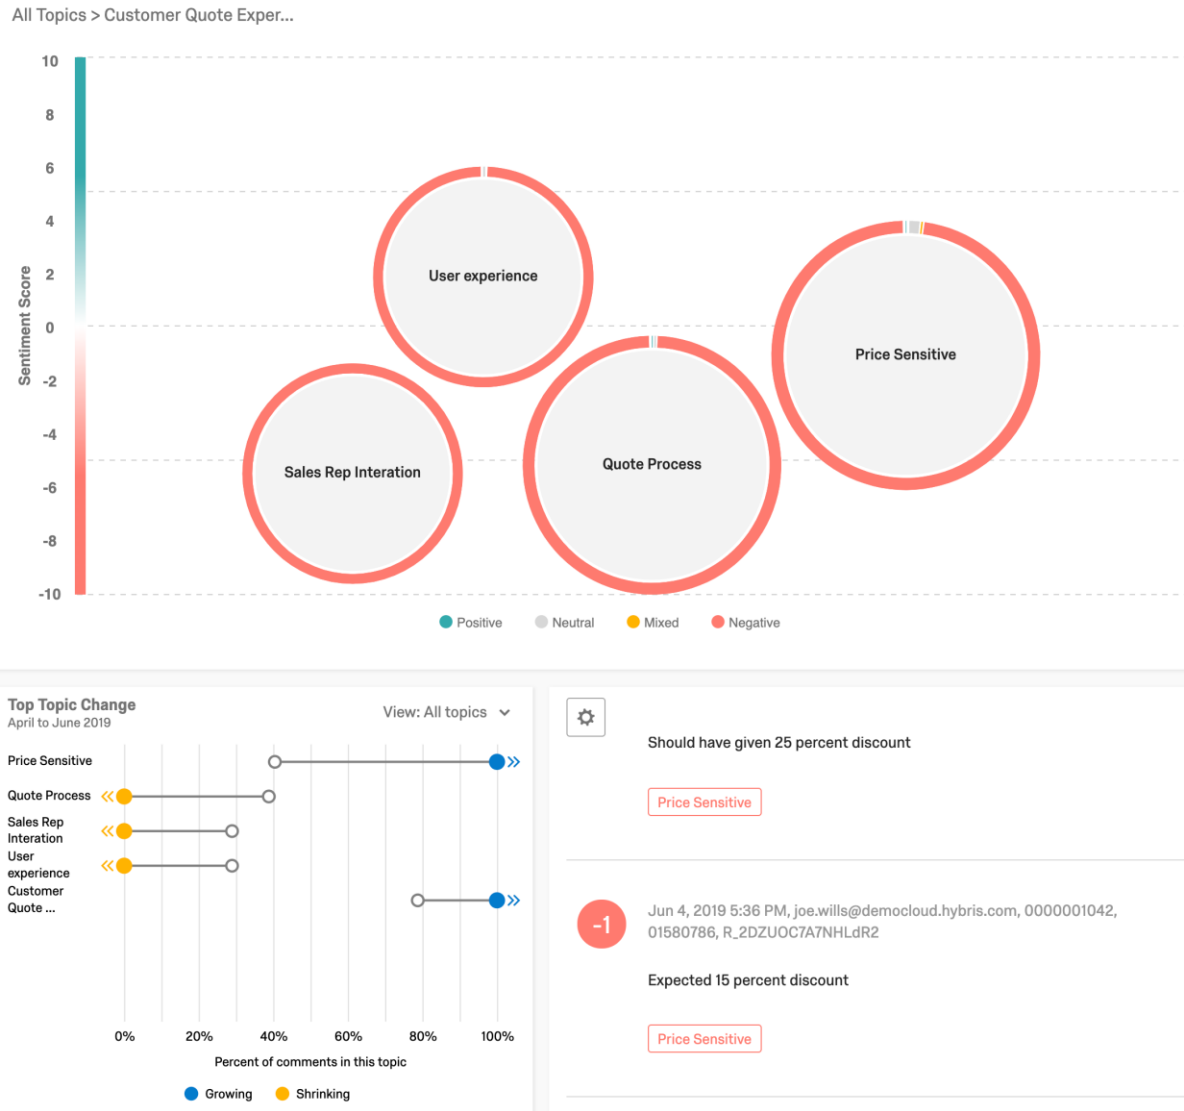 All Topics > Customer Quote Exper...
10
8
6
4
2
0
-2
-4
-6
-8
-10
Sentiment Score
User experience
Price Sensitive
Quote Process
Sales Rep Interation
Positive
Neutral
Mixed
Negative
Top Topic Change
April to June 2019
View: All topics
Price Sensitive
Quote Process
Sales Rep
Interation
User
experience
Customer
Quote ...
0%
20%
40%
60%
80%
100%
Percent of comments in this topic
Growing
Shrinking
Should have given 25 percent discount
Price Sensitive
-1
Jun 4, 2019 5:36 PM, joe.wills@democloud.hybris.com, 0000001042,
01580786, R_2DZUOC7A7NHLdR2
Expected 15 percent discount
Price Sensitive